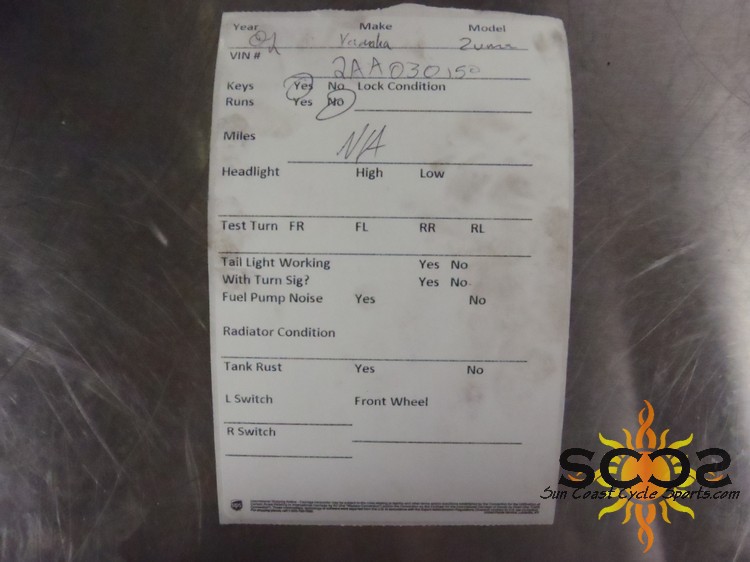 Year Make Model
02 Yamaha Zuma
VIN #
2AA030150
Keys Yes No Lock Condition
Runs Yes No
Miles N/A
Headlight High Low
Test Turn FR FL RR RL
Tail Light Working Yes No
With Turn Sig? Yes No
Fuel Pump Noise Yes No
Radiator Condition
Tank Rust Yes No
L Switch Front Wheel
R Switch
SCCS
Sun Coast Cycle Sports.com